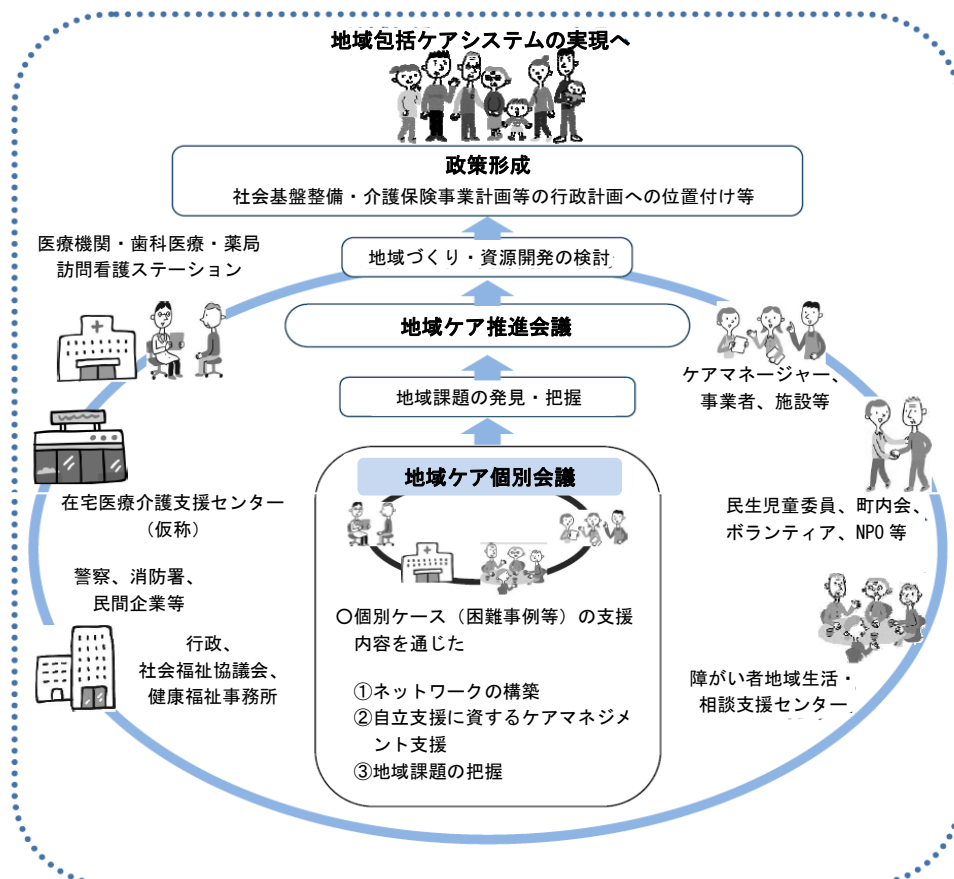 地域包括ケアシステムの実現へ
政策形成
社会基盤整備・介護保険事業計画等の行政計画への位置付け等
地域づくり・資源開発の検討
地域ケア推進会議
地域課題の発見・把握
地域ケア個別会議
〇個別ケース（困難事例等）の支援
内容を通じた
①ネットワークの構築
②自立支援に資するケアマネジメ
ント支援
③地域課題の把握
医療機関・歯科医療・薬局
訪問看護ステーション
在宅医療介護支援センター
（仮称）
警察、消防署、
民間企業等
行政、
社会福祉協議会、
健康福祉事務所
ケアマネージャー、
事業者、施設等
民生児童委員、町内会、
ボランティア、NPO等
障がい者地域生活・
相談支援センター